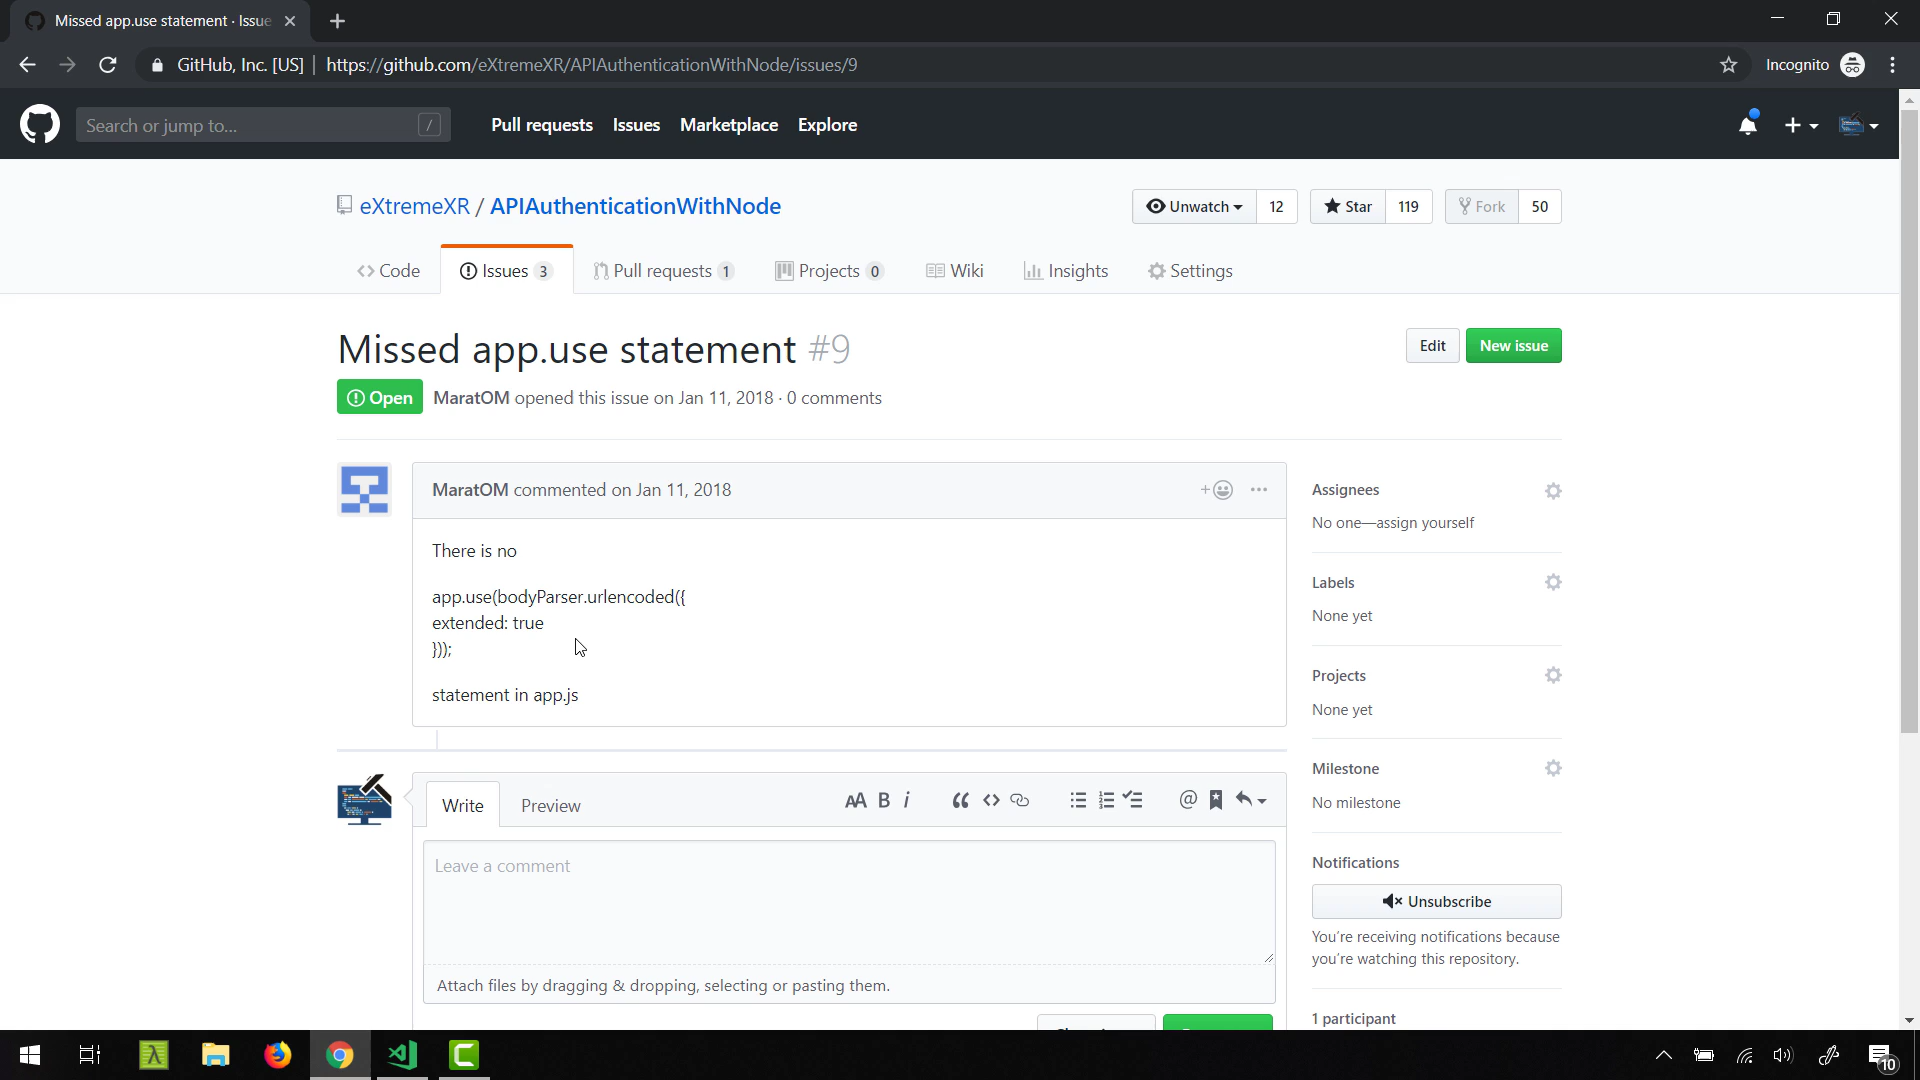 Missed app.use statement · Issue
GitHub, Inc. [US] | https://github.com/eXtremeXR/APIAuthenticationWithNode/issues/9
Incognito
Search or jump to... /
Pull requests Issues Marketplace Explore
eXtremeXR / APIAuthenticationWithNode
Unwatch 12 Star 119 Fork 50
Code Issues 3 Pull requests 1 Projects 0 Wiki Insights Settings
Missed app.use statement #9
Edit New issue
Open MaratOM opened this issue on Jan 11, 2018 · 0 comments
MaratOM commented on Jan 11, 2018
There is no
app.use(bodyParser.urlencoded({
extended: true
}));
statement in app.js
Assignees
No one—assign yourself
Labels
None yet
Projects
None yet
Milestone
No milestone
Notifications
Unsubscribe
You're receiving notifications because
you're watching this repository.
1 participant
Write Preview
AA B i
Leave a comment
Attach files by dragging & dropping, selecting or pasting them.
10